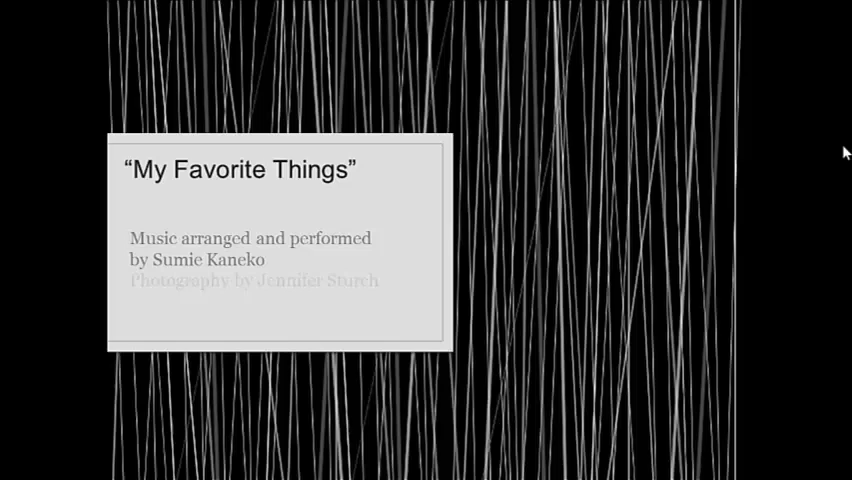 “My Favorite Things”
Music arranged and performed
by Sumie Kaneko
Photography by Jennifer Sturch